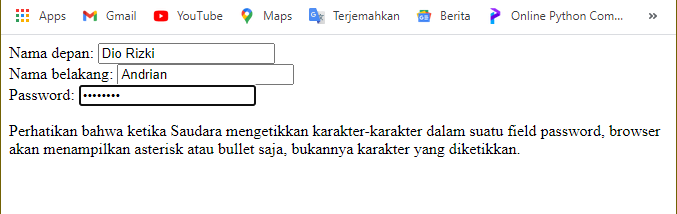 Apps Gmail YouTube Maps Terjemahkan Berita Online Python Com... »
Nama depan: Dio Rizki
Nama belakang: Andrian
Password: ••••••••
Perhatikan bahwa ketika Saudara mengetikkan karakter-karakter dalam suatu field password, browser
akan menampilkan asterisk atau bullet saja, bukannya karakter yang diketikkan.